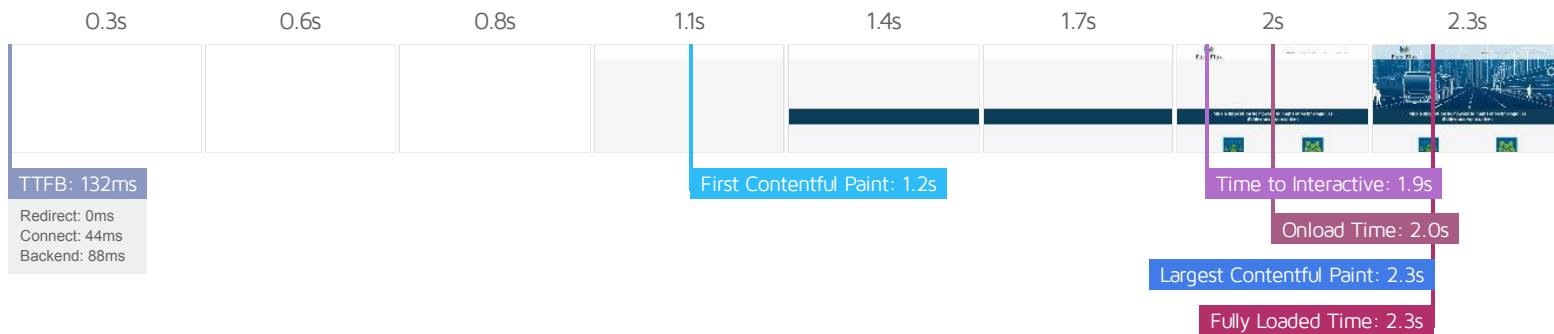 0.3s
0.6s
0.8s
1.1s
1.4s
1.7s
2s
2.3s
TTFB: 132ms
Redirect: 0ms
Connect: 44ms
Backend: 88ms
First Contentful Paint: 1.2s
Time to Interactive: 1.9s
Onload Time: 2.0s
Largest Contentful Paint: 2.3s
Fully Loaded Time: 2.3s